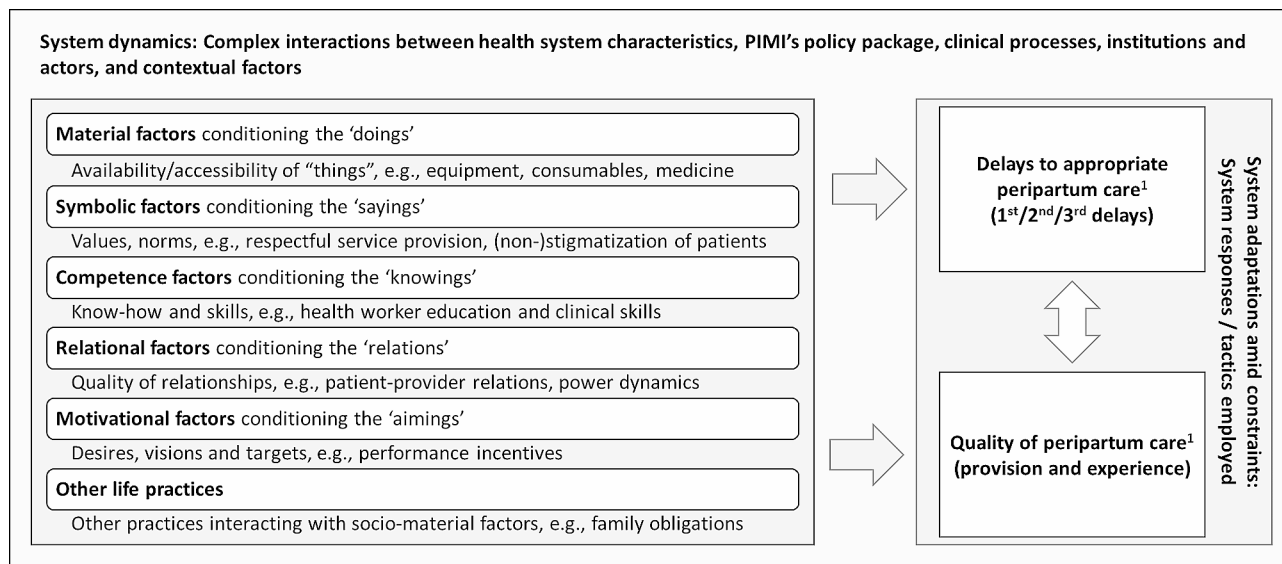 System dynamics: Complex interactions between health system characteristics, PIMI’s policy package, clinical processes, institutions and
actors, and contextual factors
Material factors conditioning the ‘doings’
Availability/accessibility of “things”, e.g., equipment, consumables, medicine
Symbolic factors conditioning the ‘sayings’
Values, norms, e.g., respectful service provision, (non-)stigmatization of patients
Competence factors conditioning the ‘knowings’
Know-how and skills, e.g., health worker education and clinical skills
Relational factors conditioning the ‘relations’
Quality of relationships, e.g., patient-provider relations, power dynamics
Motivational factors conditioning the ‘aimings’
Desires, visions and targets, e.g., performance incentives
Other life practices
Other practices interacting with socio-material factors, e.g., family obligations
Delays to appropriate
peripartum care¹
(1ˢᵗ/2ⁿᵈ/3ʳᵈ delays)
Quality of peripartum care¹
(provision and experience)
System adaptations amid constraints:
System responses / tactics employed